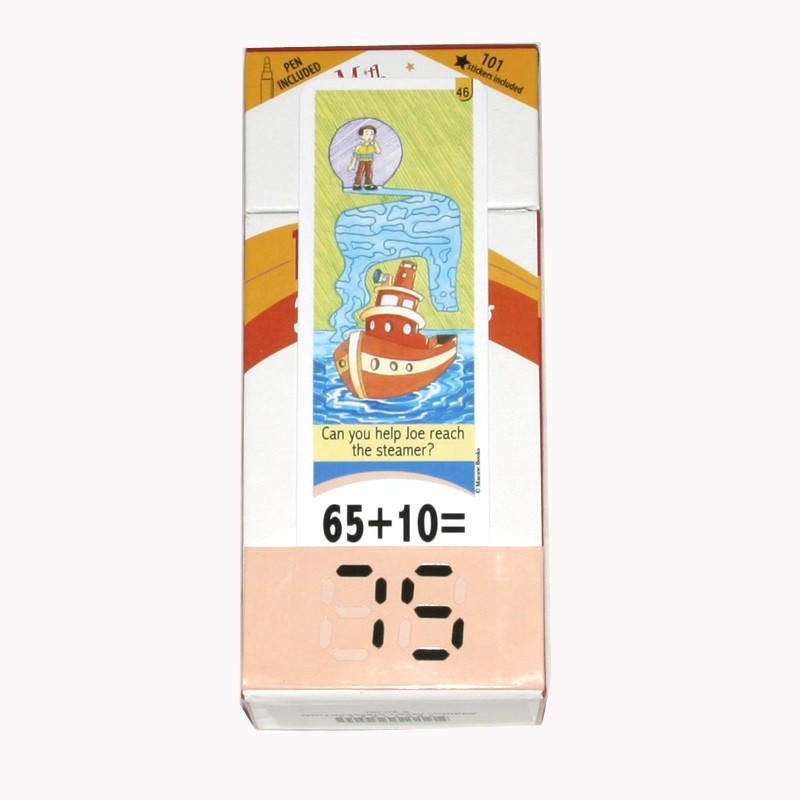 PEN
INCLUDED
101
stickers included
46
Can you help Joe reach
the steamer?
© Macaw Books
65+10=
75